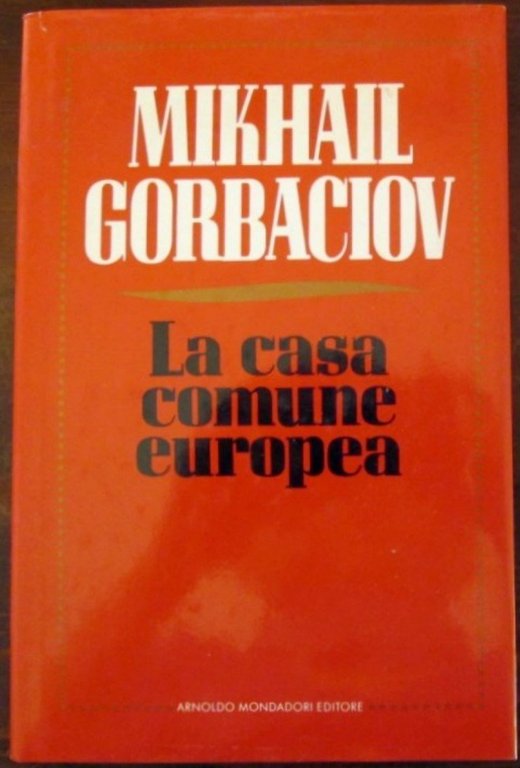 MIKHAIL
GORBACIOV
La casa
comune
europea
ARNOLDO MONDADORI EDITORE